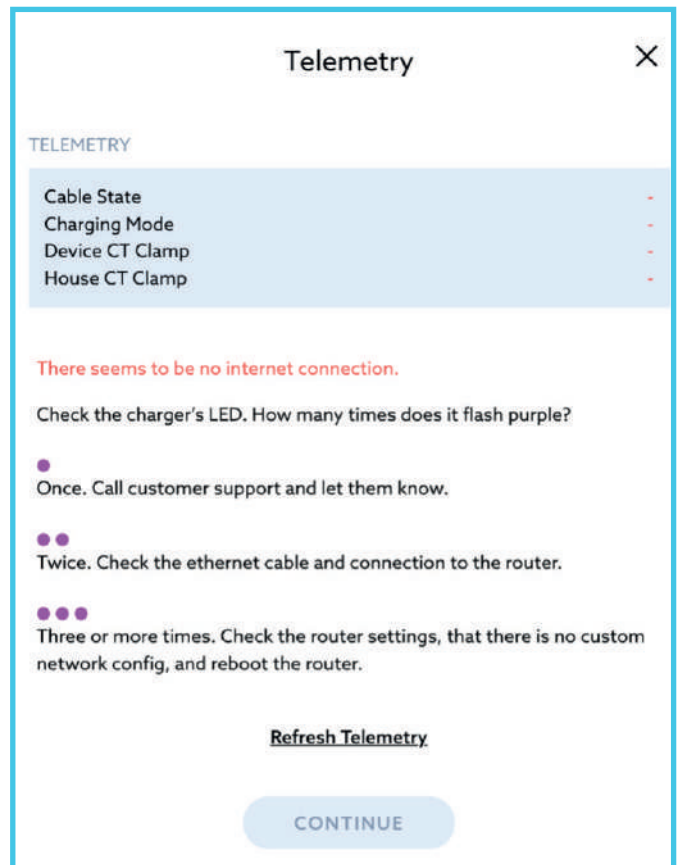 Telemetry
TELEMETRY
Cable State -
Charging Mode -
Device CT Clamp -
House CT Clamp -
There seems to be no internet connection.
Check the charger’s LED. How many times does it flash purple?
Once. Call customer support and let them know.
Twice. Check the ethernet cable and connection to the router.
Three or more times. Check the router settings, that there is no custom
network config, and reboot the router.
Refresh Telemetry
CONTINUE